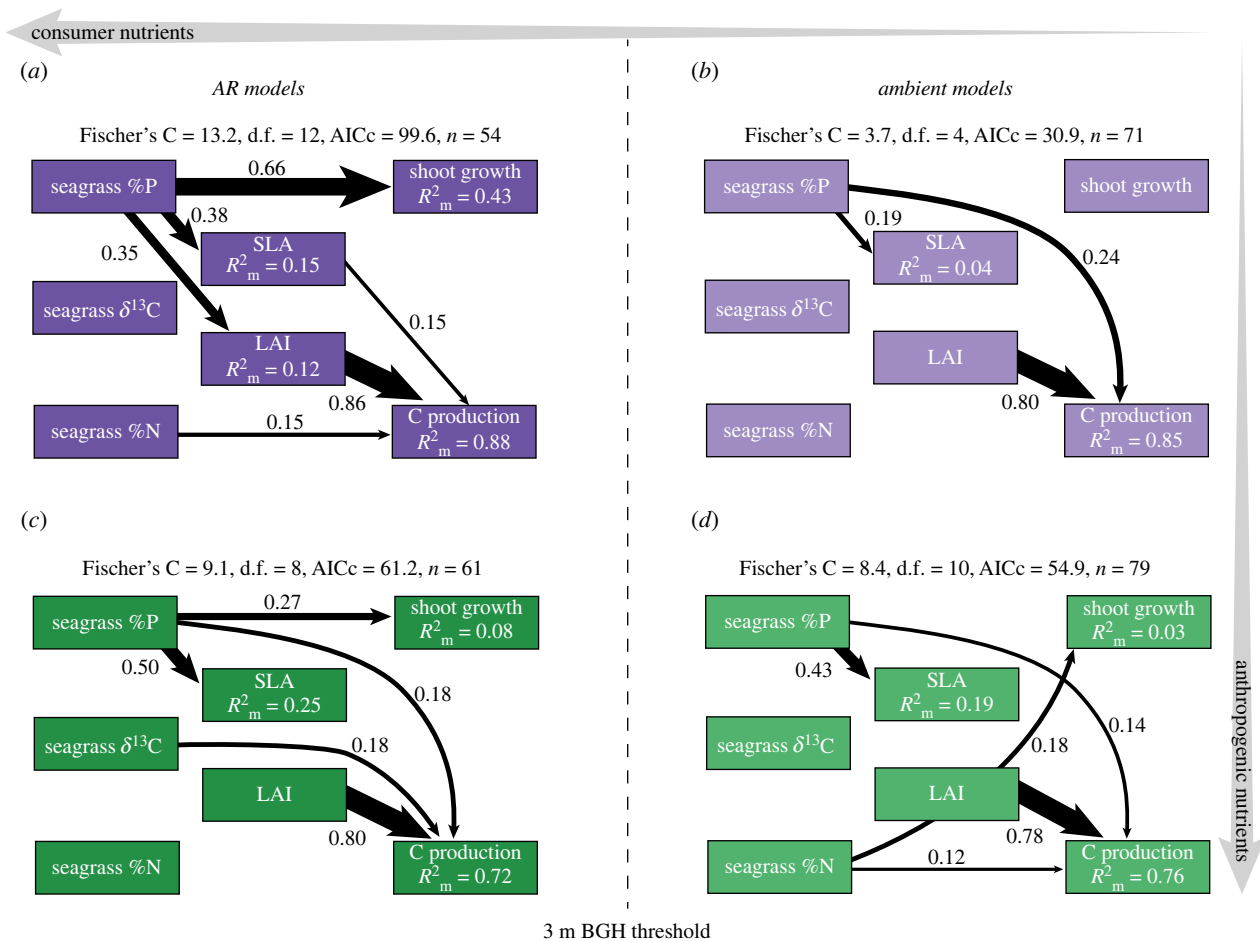 consumer nutrients
(a)
AR models
Fischer's C = 13.2, d.f. = 12, AICc = 99.6, n = 54
seagrass %P
0.66
shoot growth
R²m = 0.43
0.38
0.35
SLA
R²m = 0.15
seagrass δ¹³C
0.15
LAI
R²m = 0.12
0.86
seagrass %N
0.15
C production
R²m = 0.88
(b)
ambient models
Fischer's C = 3.7, d.f. = 4, AICc = 30.9, n = 71
seagrass %P
shoot growth
0.19
SLA
R²m = 0.04
0.24
seagrass δ¹³C
LAI
0.80
seagrass %N
C production
R²m = 0.85
(c)
Fischer's C = 9.1, d.f. = 8, AICc = 61.2, n = 61
seagrass %P
0.27
shoot growth
R²m = 0.08
0.50
SLA
R²m = 0.25
0.18
seagrass δ¹³C
0.18
LAI
0.80
seagrass %N
C production
R²m = 0.72
(d)
Fischer's C = 8.4, d.f. = 10, AICc = 54.9, n = 79
seagrass %P
shoot growth
R²m = 0.03
0.43
SLA
R²m = 0.19
0.14
seagrass δ¹³C
0.18
LAI
0.78
seagrass %N
0.12
C production
R²m = 0.76
anthropogenic nutrients
3 m BGH threshold